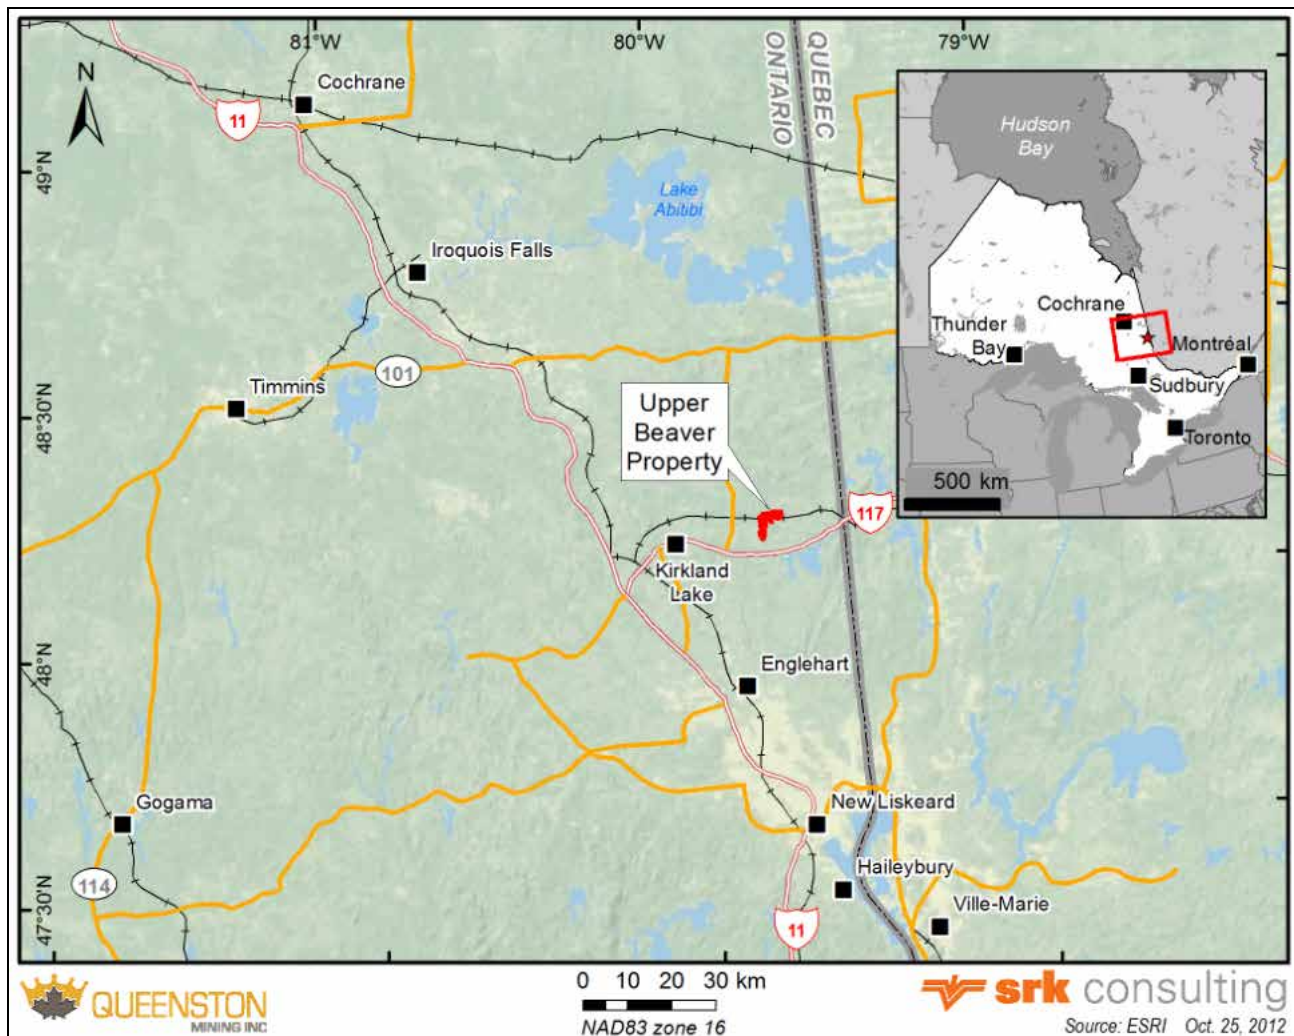 81°W
80°W
79°W
N
Cochrane
11
ONTARIO
QUEBEC
Hudson
Bay
49°N
Lake
Abitibi
Iroquois Falls
Cochrane
Thunder
Bay
Montréal
Sudbury
Toronto
500 km
101
Timmins
48°30'N
Upper
Beaver
Property
117
Kirkland
Lake
48°N
Englehart
Gogama
New Liskeard
Haileybury
114
Ville-Marie
47°30'N
11
QUEENSTON
MINING INC
0 10 20 30 km
NAD83 zone 16
srk consulting
Source: ESRI Oct. 25, 2012